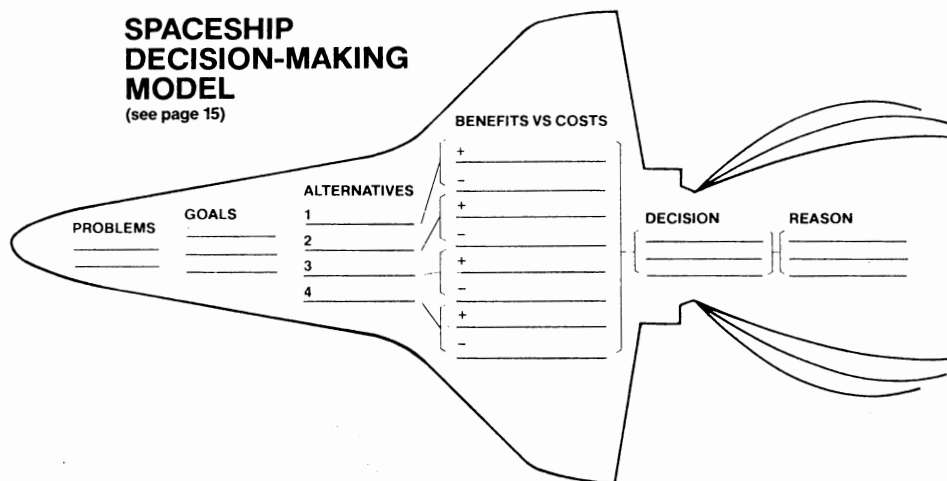 SPACESHIP
DECISION-MAKING
MODEL
(see page 15)
PROBLEMS
GOALS
ALTERNATIVES
1
2
3
4
BENEFITS VS COSTS
+
−
+
−
+
−
+
−
DECISION
REASON